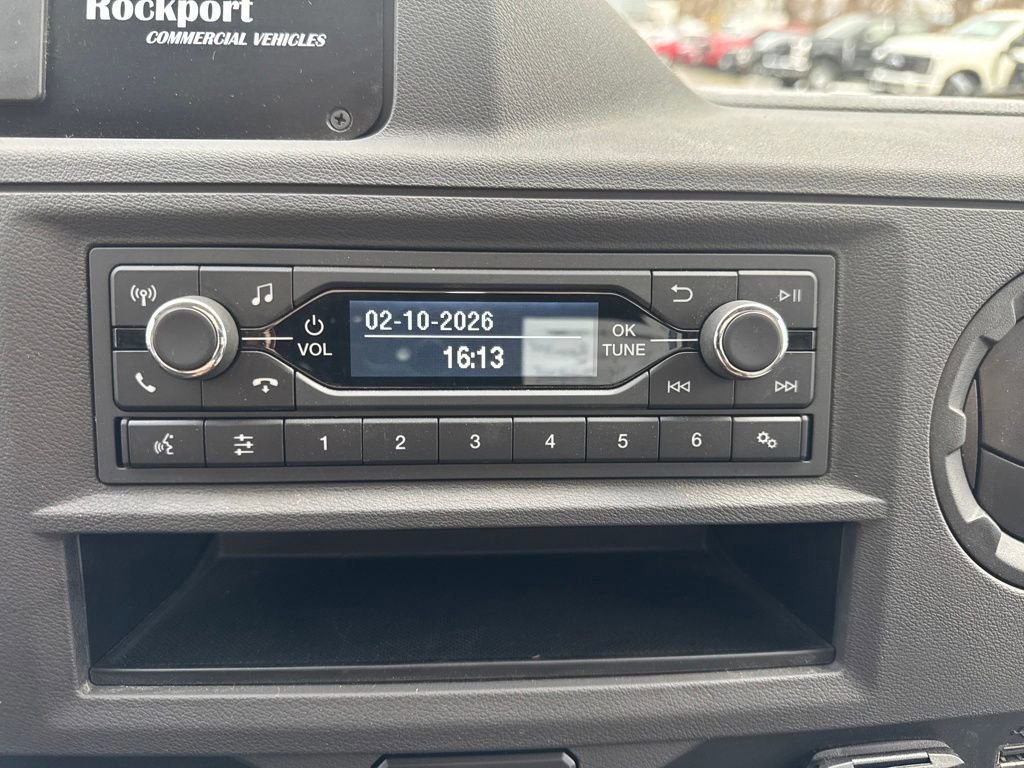 Rockport
COMMERCIAL VEHICLES
02-10-2026
16:13
VOL
OK
TUNE
1 2 3 4 5 6